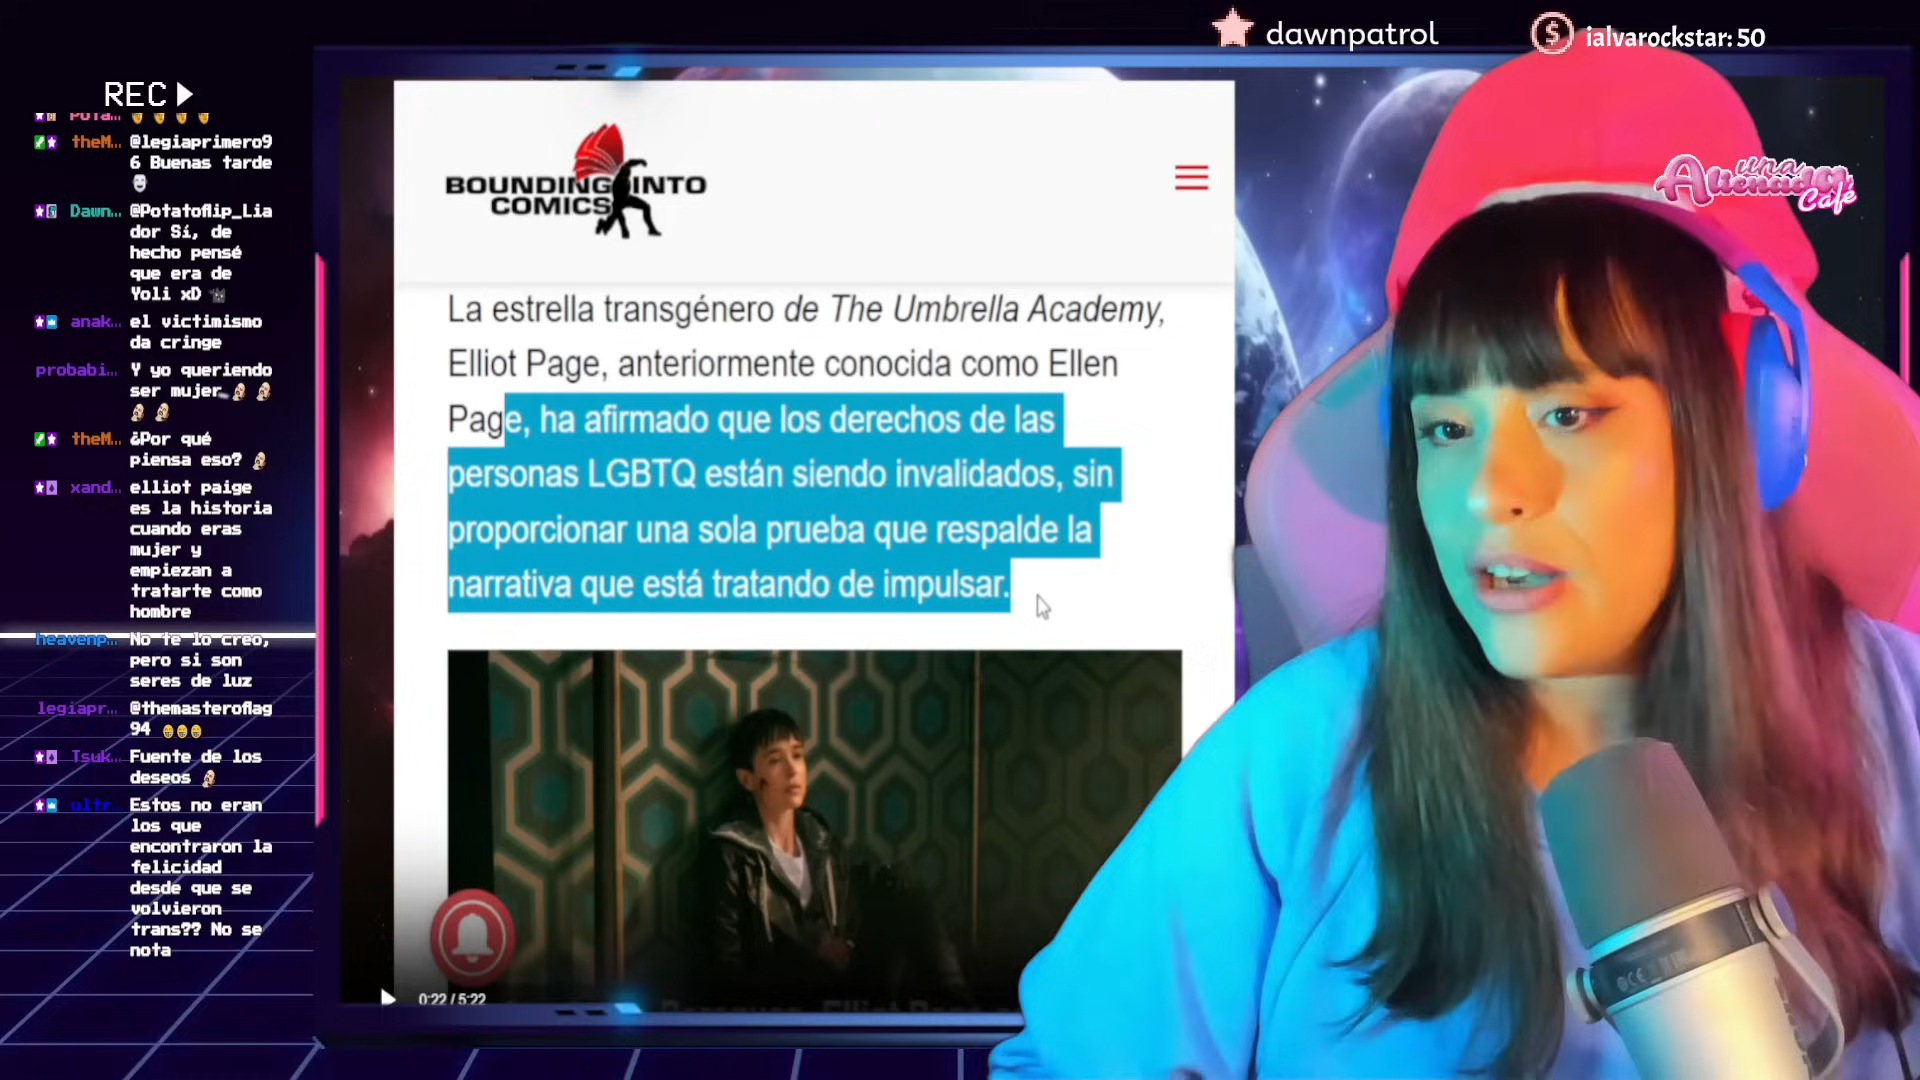 dawnpatrol
ialvarockstar: 50
REC
Pota...
theM... @legiaprimero9
6 Buenas tarde
Dawn... @Potatoflip_Lia
dor Sí, de
hecho pensé
que era de
Yoli xD
anak... el victimismo
da cringe
probabi... Y yo queriendo
ser mujer
theM... ¿Por qué
piensa eso?
xand... elliot paige
es la historia
cuando eras
mujer y
empiezan a
tratarte como
hombre
heavenp... No te lo creo,
pero si son
seres de luz
legiapr... @themasteroflag
94
Tsuk... Fuente de los
deseos
ultr... Estos no eran
los que
encontraron la
felicidad
desde que se
volvieron
trans?? No se
nota
BOUNDING INTO
COMICS
La estrella transgénero de The Umbrella Academy,
Elliot Page, anteriormente conocida como Ellen
Page, ha afirmado que los derechos de las
personas LGBTQ están siendo invalidados, sin
proporcionar una sola prueba que respalde la
narrativa que está tratando de impulsar.
0:22 / 5:22
una
Alienada
Café